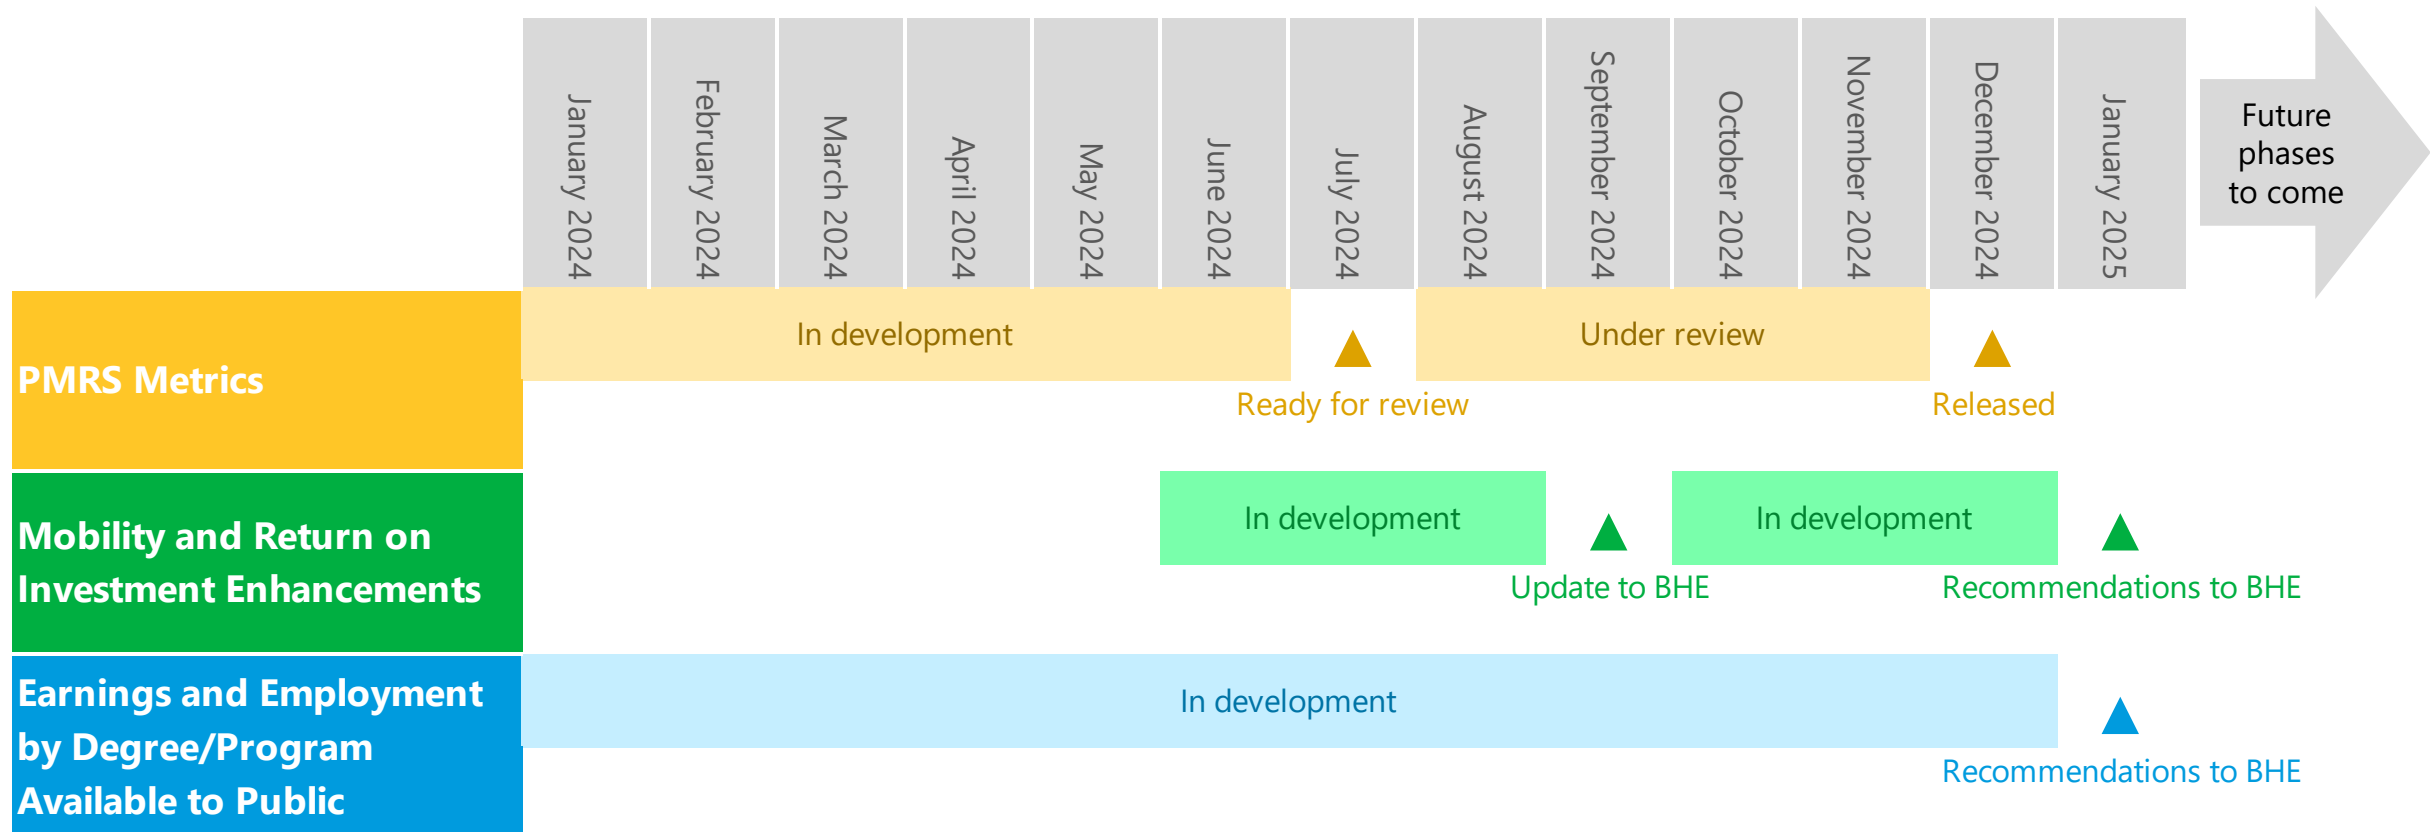 January 2024
February 2024
March 2024
April 2024
May 2024
June 2024
July 2024
August 2024
September 2024
October 2024
November 2024
December 2024
January 2025
Future
phases
to come
PMRS Metrics
In development
Ready for review
Under review
Released
Mobility and Return on
Investment Enhancements
In development
Update to BHE
In development
Recommendations to BHE
Earnings and Employment
by Degree/Program
Available to Public
In development
Recommendations to BHE